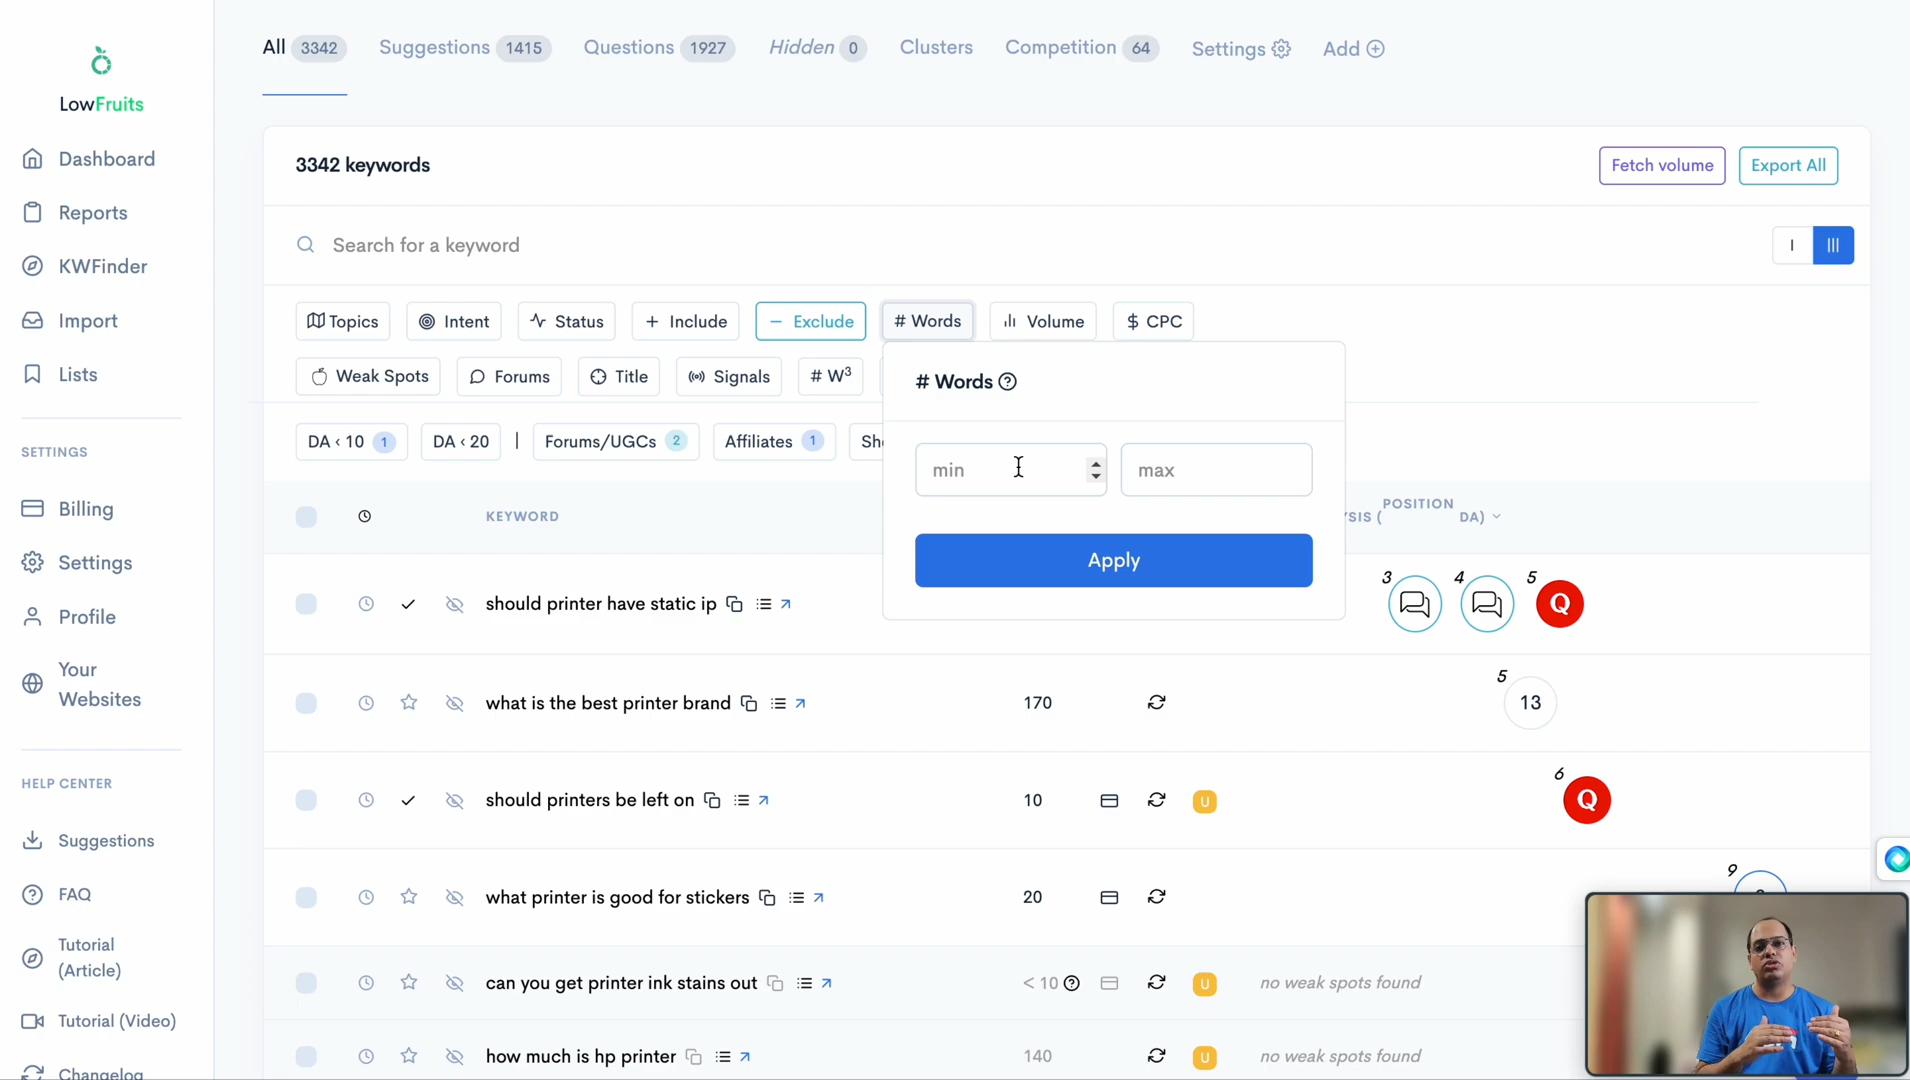 LowFruits
Dashboard
Reports
KWFinder
Import
Lists
SETTINGS
Billing
Settings
Profile
Your
Websites
HELP CENTER
Suggestions
FAQ
Tutorial
(Article)
Tutorial (Video)
Changelog
All 3342 Suggestions 1415 Questions 1927 Hidden 0 Clusters Competition 64 Settings Add
3342 keywords Fetch volume Export All
Search for a keyword
Topics Intent Status + Include − Exclude # Words Volume $ CPC
Weak Spots Forums Title Signals # W³
# Words
DA < 10 1 DA < 20 | Forums/UGCs 2 Affiliates 1
min max
Apply
KEYWORD POSITION DA)
should printer have static ip 3 4 5 Q
what is the best printer brand 170 5 13
should printers be left on 10 U 6 Q
what printer is good for stickers 20 9
can you get printer ink stains out < 10 U no weak spots found
how much is hp printer 140 U no weak spots found